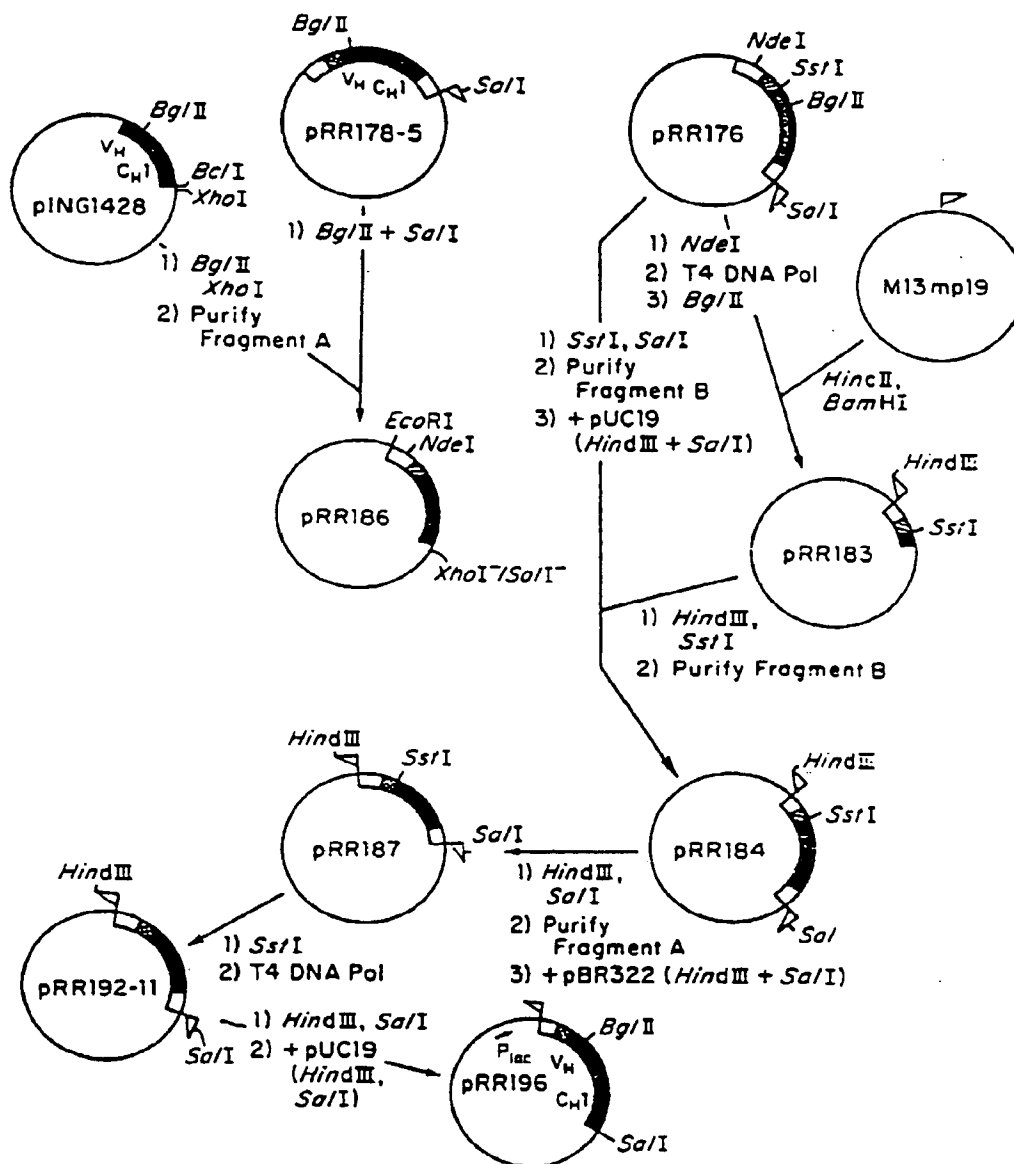 BglII
VH CH1
SalI
pRR178-5
BglII
VH
CH1
BclI
XhoI
pING1428
1) BglII
XhoI
2) Purify
Fragment A
1) BglII + SalI
EcoRI
NdeI
pRR186
XhoI⁻/SalI⁻
NdeI
SstI
BglII
pRR176
SalI
1) NdeI
2) T4 DNA Pol
3) BglII
M13mp19
HincII,
BamHI
1) SstI, SalI
2) Purify
Fragment B
3) + pUC19
(HindIII + SalI)
HindIII
SstI
pRR183
1) HindIII,
SstI
2) Purify Fragment B
HindIII
SstI
pRR184
Sal
1) HindIII,
SalI
2) Purify
Fragment A
3) + pBR322 (HindIII + SalI)
HindIII
SstI
SalI
pRR187
1) SstI
2) T4 DNA Pol
HindIII
pRR192-11
SalI
1) HindIII, SalI
2) + pUC19
(HindIII,
SalI)
BglII
Plac
VH
pRR196
CH1
SalI